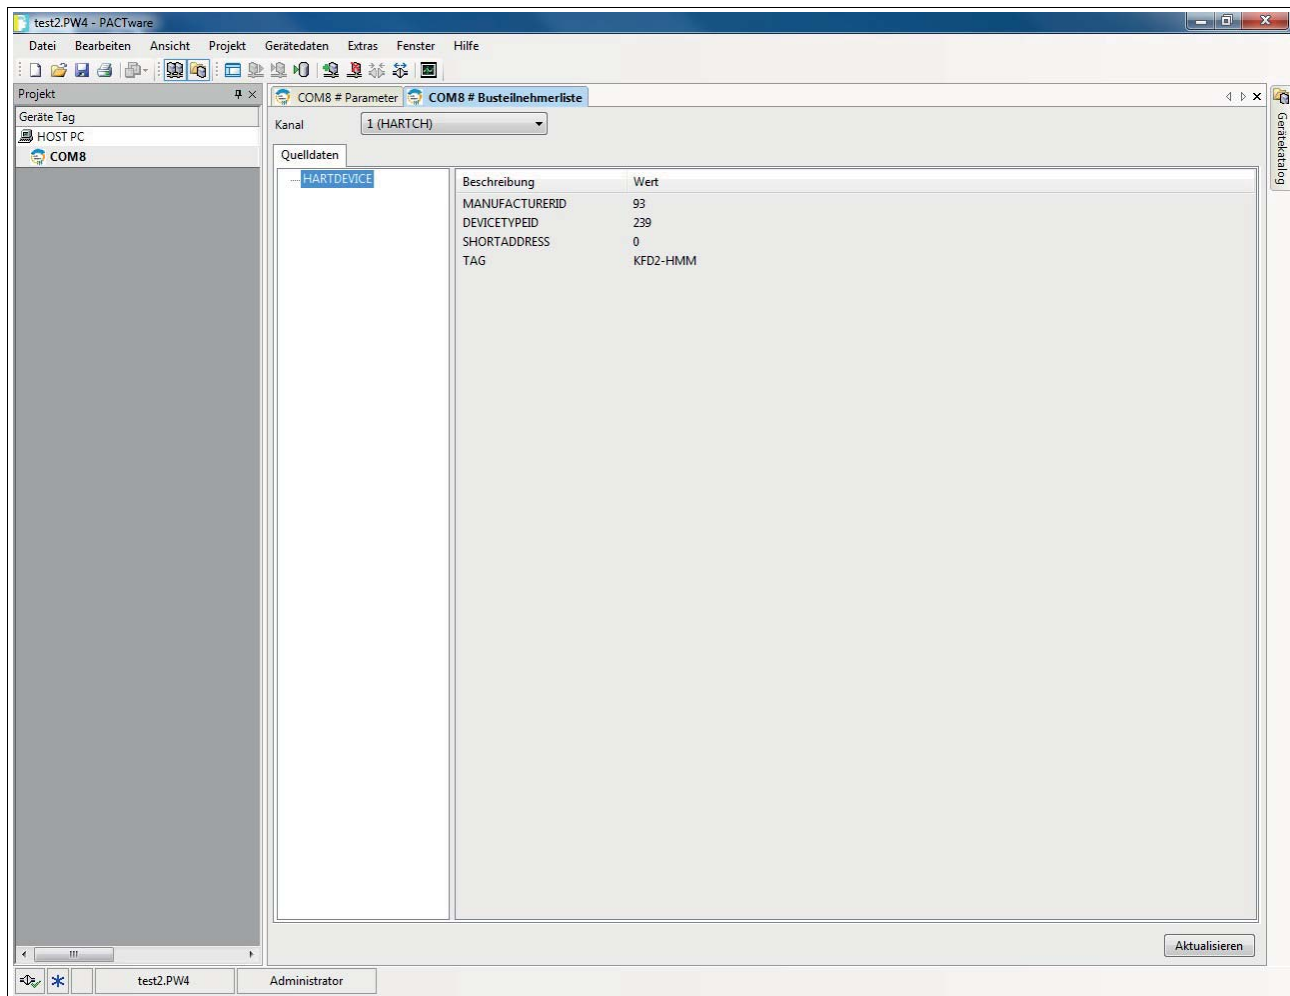 test2.PW4 - PACTware
Datei Bearbeiten Ansicht Projekt Gerätedaten Extras Fenster Hilfe
Projekt
Geräte Tag
HOST PC
COM8
COM8 # Parameter COM8 # Busteilnehmerliste
Kanal 1 (HARTCH)
Quelldaten
HARTDEVICE
Beschreibung Wert
MANUFACTURERID 93
DEVICETYPEID 239
SHORTADDRESS 0
TAG KFD2-HMM
Gerätekatalog
Aktualisieren
test2.PW4 Administrator